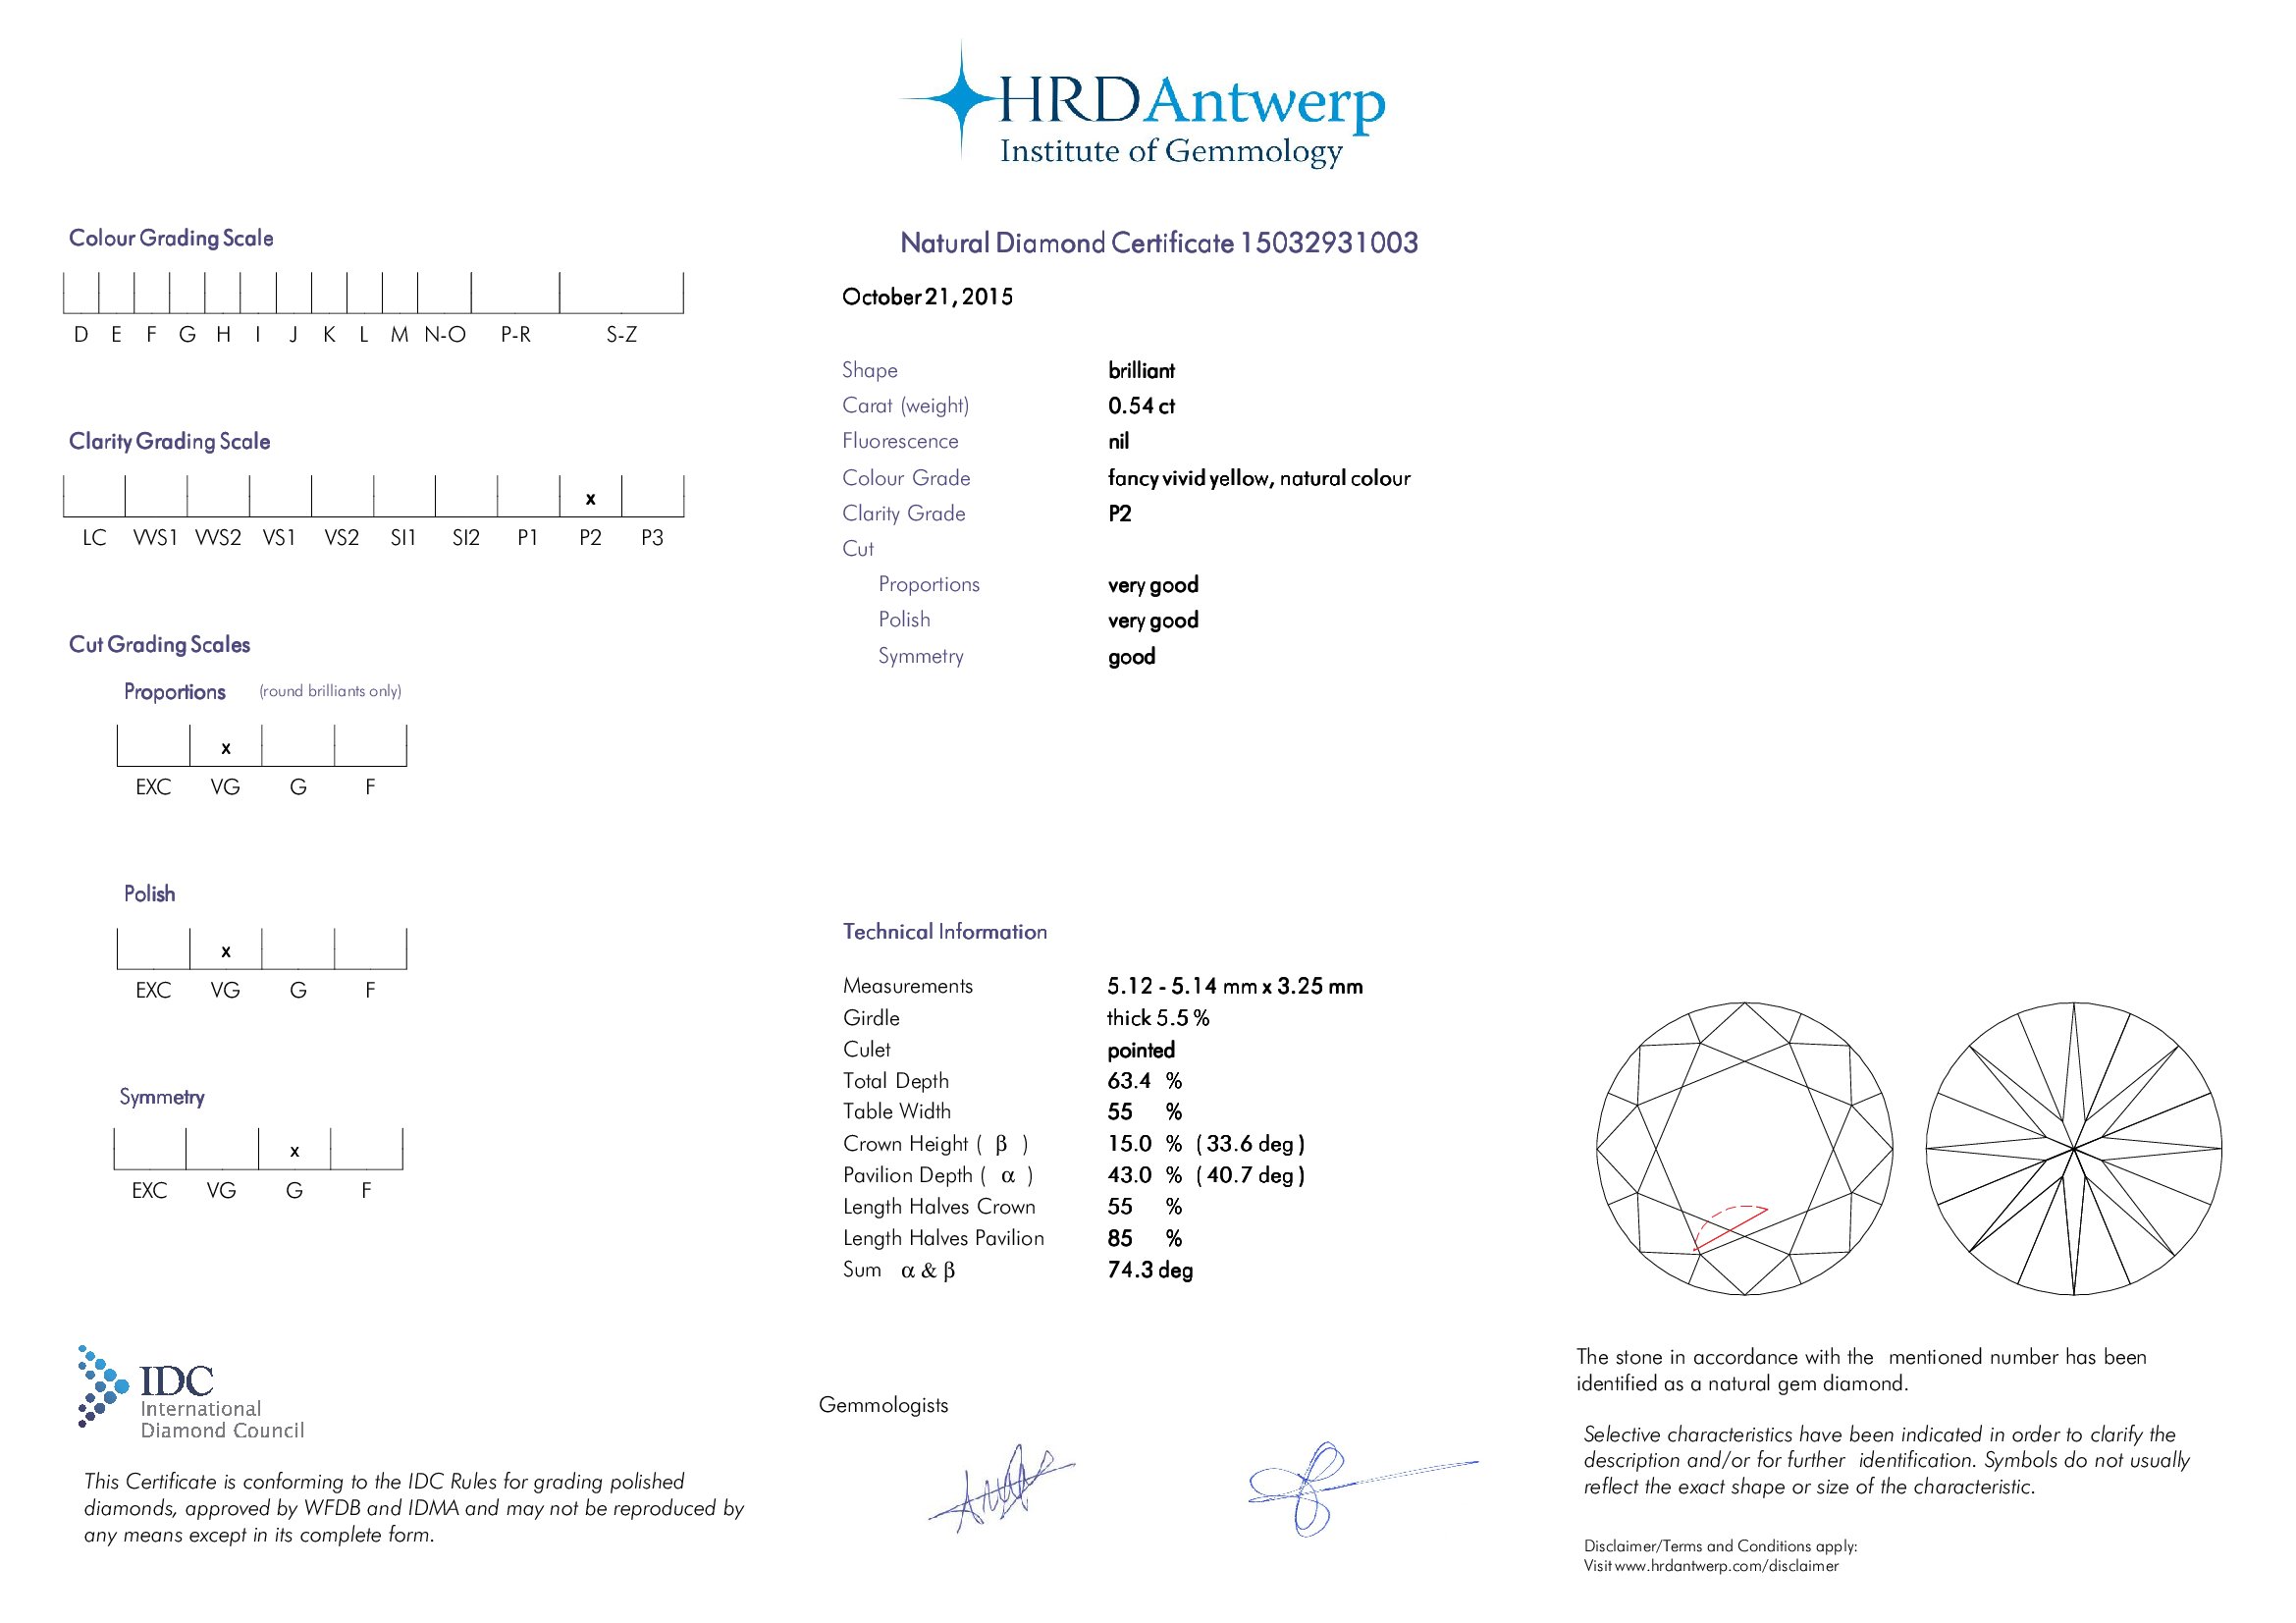 HRDAntwerp
Institute of Gemmology
Natural Diamond Certificate 15032931003
Colour Grading Scale
D E F G H I J K L M N-O P-R S-Z
Clarity Grading Scale
x
LC VVS1 VVS2 VS1 VS2 SI1 SI2 P1 P2 P3
Cut Grading Scales
Proportions (round brilliants only)
x
EXC VG G F
Polish
x
EXC VG G F
Symmetry
x
EXC VG G F
IDC
International
Diamond Council
This Certificate is conforming to the IDC Rules for grading polished
diamonds, approved by WFDB and IDMA and may not be reproduced by
any means except in its complete form.
October 21, 2015
Shape brilliant
Carat (weight) 0.54 ct
Fluorescence nil
Colour Grade fancy vivid yellow, natural colour
Clarity Grade P2
Cut
Proportions very good
Polish very good
Symmetry good
Technical Information
Measurements 5.12 - 5.14 mm x 3.25 mm
Girdle thick 5.5 %
Culet pointed
Total Depth 63.4 %
Table Width 55 %
Crown Height ( β ) 15.0 % ( 33.6 deg )
Pavilion Depth ( α ) 43.0 % ( 40.7 deg )
Length Halves Crown 55 %
Length Halves Pavilion 85 %
Sum α & β 74.3 deg
Gemmologists
The stone in accordance with the mentioned number has been
identified as a natural gem diamond.
Selective characteristics have been indicated in order to clarify the
description and/or for further identification. Symbols do not usually
reflect the exact shape or size of the characteristic.
Disclaimer/Terms and Conditions apply:
Visit www.hrdantwerp.com/disclaimer